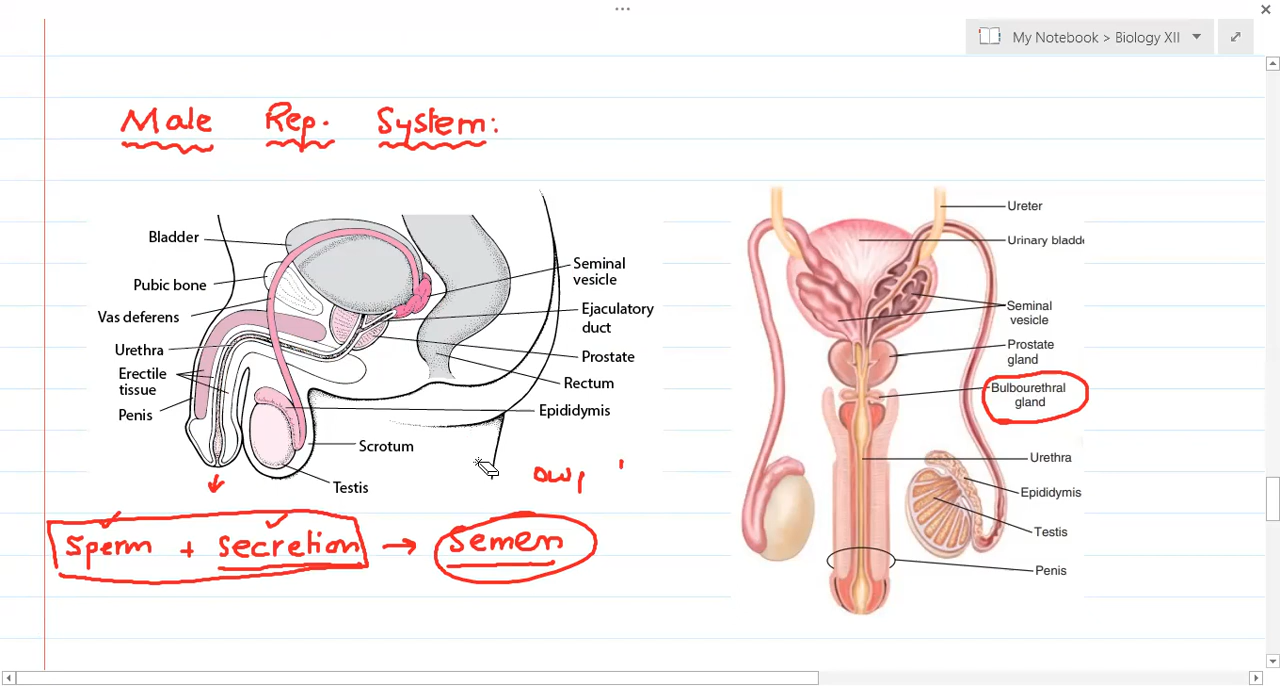 My Notebook > Biology XII
Male Rep. System:
Bladder
Pubic bone
Vas deferens
Urethra
Erectile
tissue
Penis
Seminal
vesicle
Ejaculatory
duct
Prostate
Rectum
Epididymis
Scrotum
Testis
Sperm + Secretion → Semen
Ureter
Urinary bladde
Seminal
vesicle
Prostate
gland
Bulbourethral
gland
Urethra
Epididymis
Testis
Penis